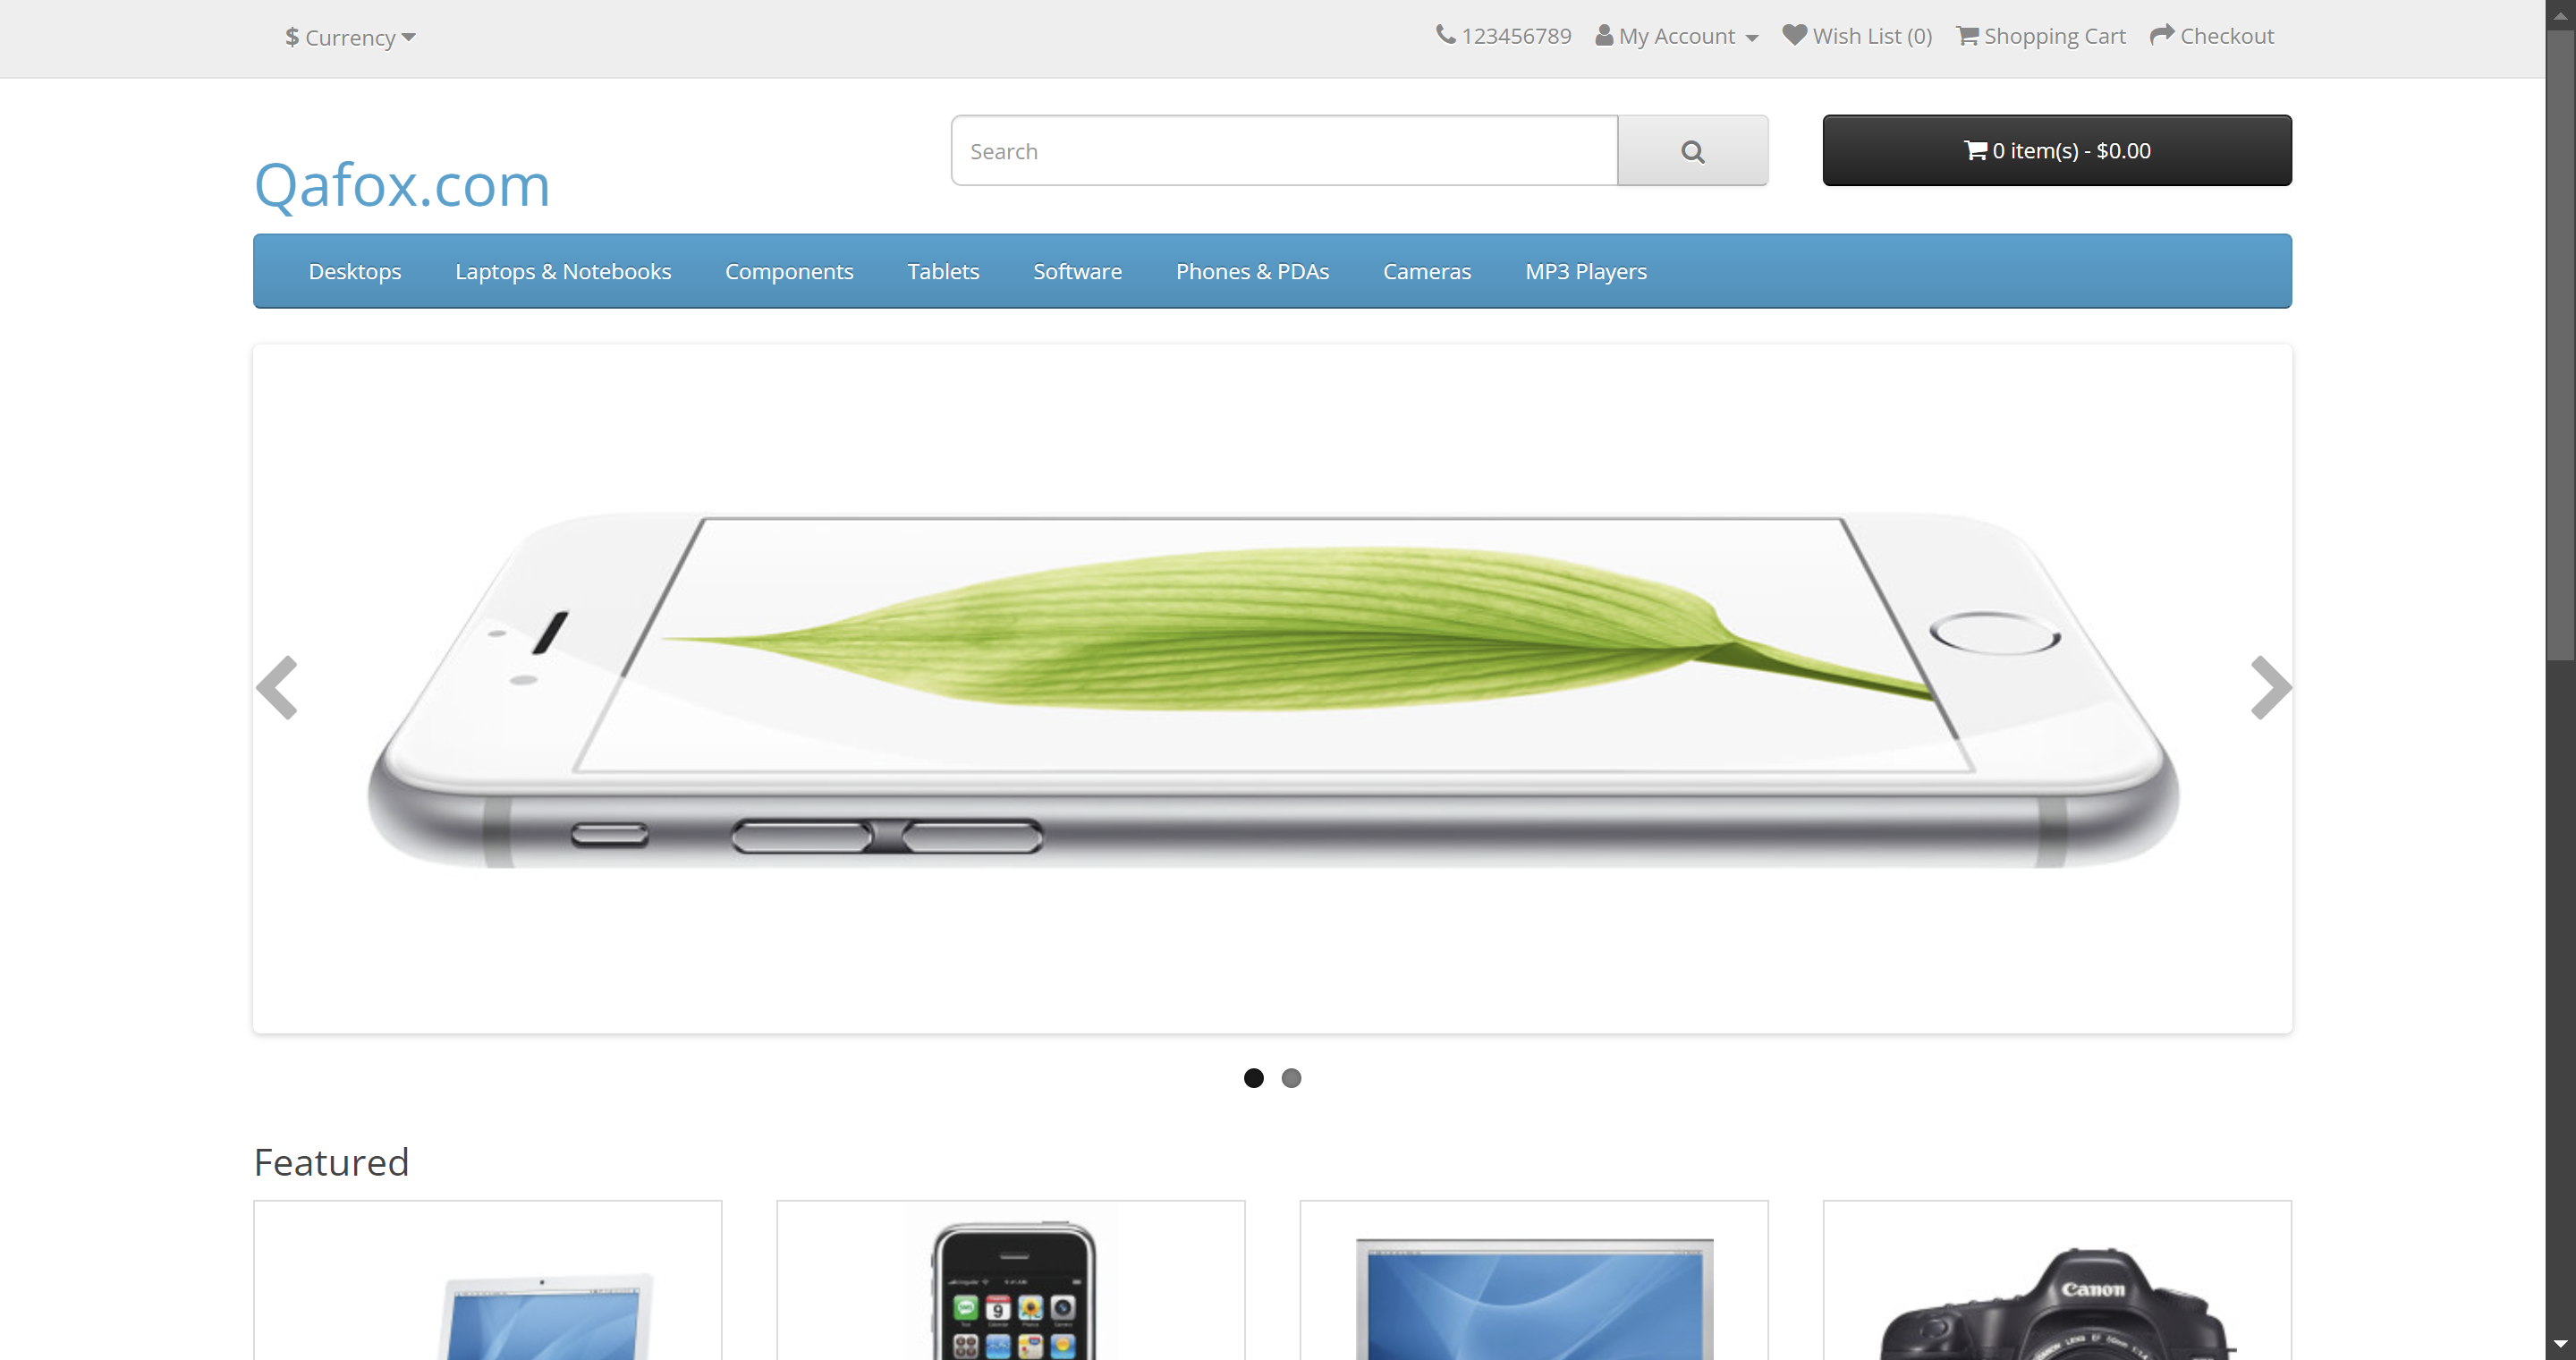 $ Currency
123456789 My Account Wish List (0) Shopping Cart Checkout
Qafox.com
Search
0 item(s) - $0.00
Desktops Laptops & Notebooks Components Tablets Software Phones & PDAs Cameras MP3 Players
Featured
9
Canon